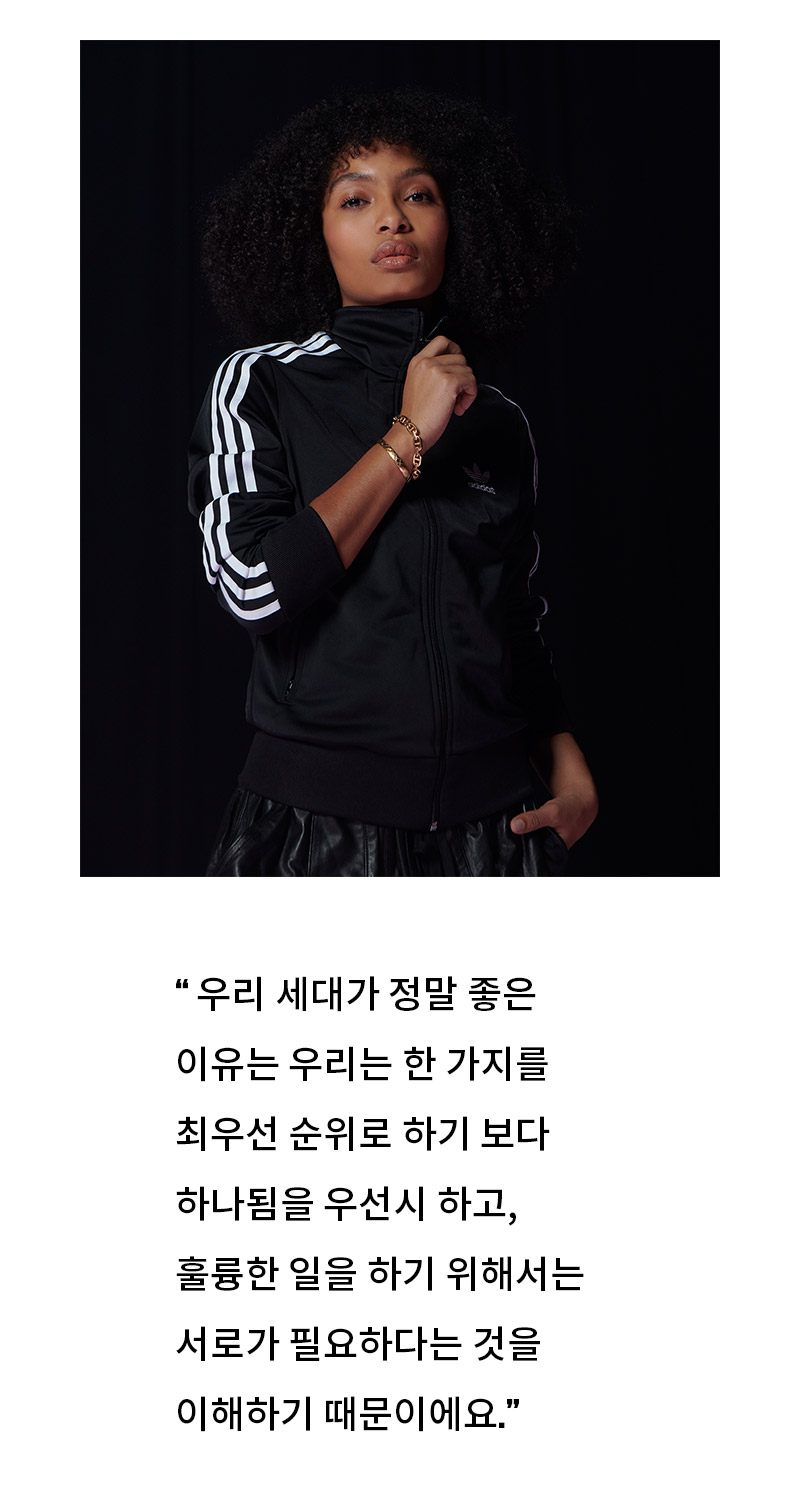 adidas
“ 우리 세대가 정말 좋은
이유는 우리는 한 가지를
최우선 순위로 하기 보다
하나됨을 우선시 하고,
훌륭한 일을 하기 위해서는
서로가 필요하다는 것을
이해하기 때문이에요.”